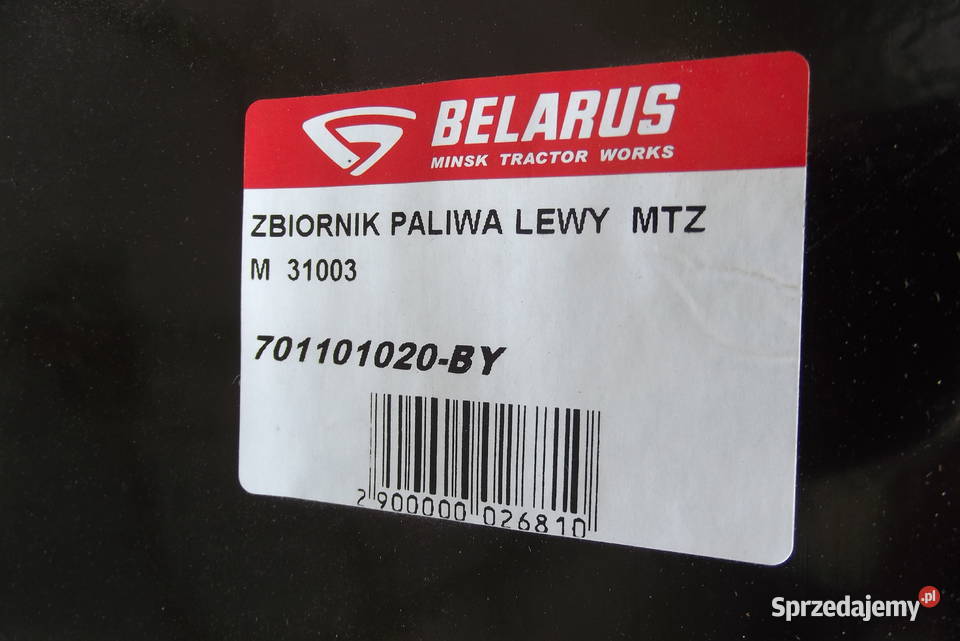 BELARUS
MINSK TRACTOR WORKS
ZBIORNIK PALIWA LEWY MTZ
M 31003
701101020-BY
2 900000 026810
Sprzedajemy.pl